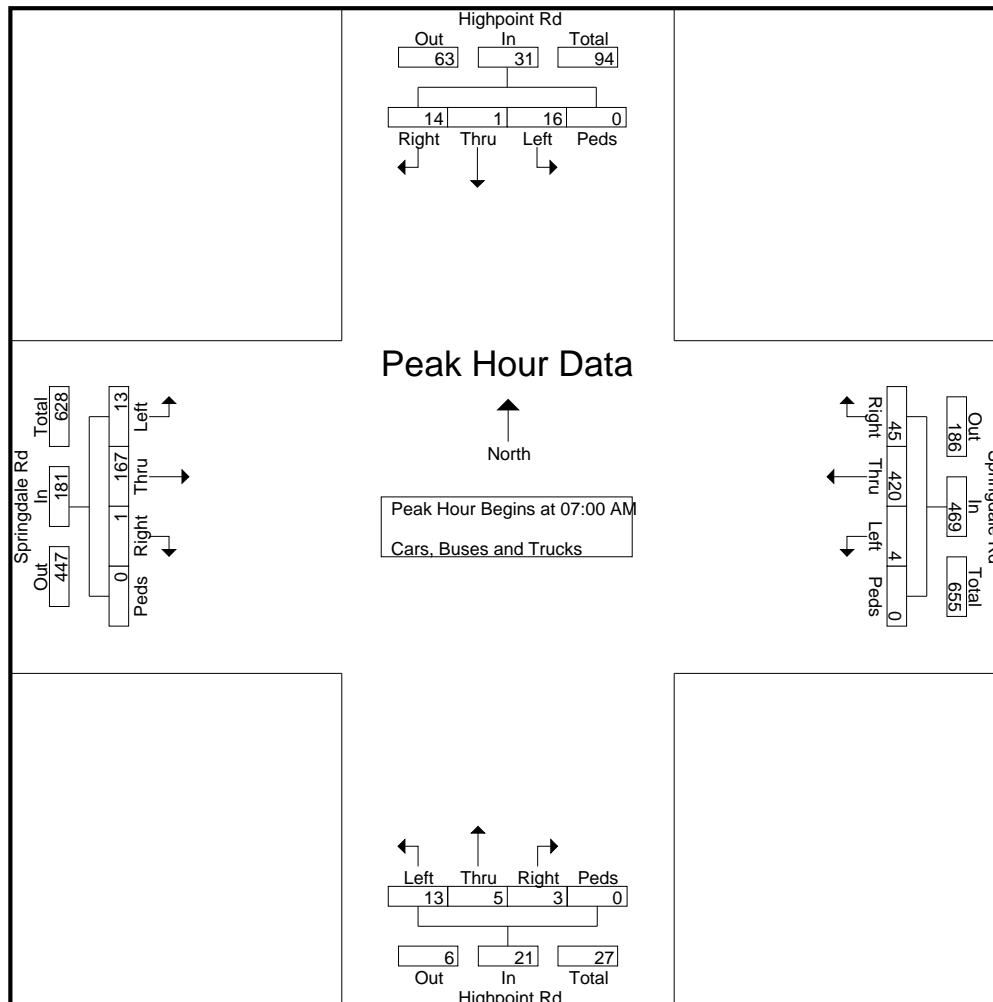 Highpoint Rd
Out In Total
63 31 94
14 1 16 0
Right Thru Left Peds
Peak Hour Data
North
Peak Hour Begins at 07:00 AM
Cars, Buses and Trucks
Springdale Rd
Out In Total
447 181 628
0 1 167 13
Peds Right Thru Left
Springdale Rd
Out In Total
186 469 655
45 420 4 0
Right Thru Left Peds
Left Thru Right Peds
13 5 3 0
6 21 27
Out In Total
Highpoint Rd